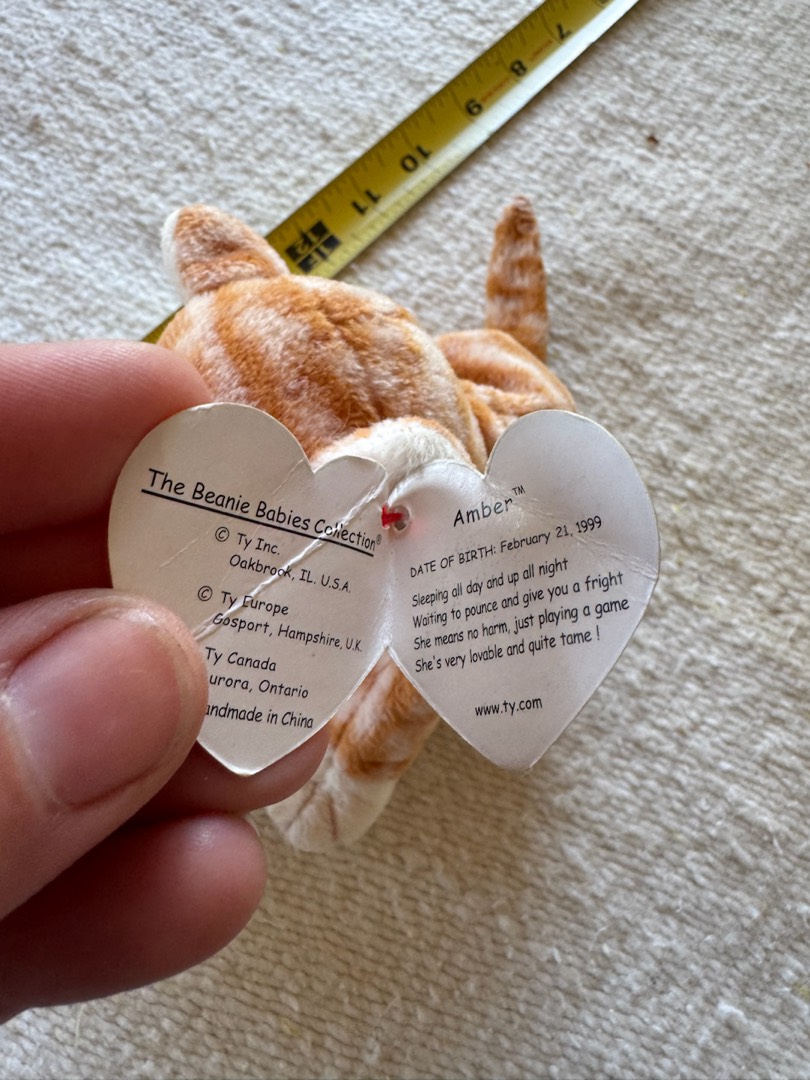 7
8
9
10
11
12
The Beanie Babies Collection®
© Ty Inc.
Oakbrook, IL. U.S.A.
© Ty Europe
Gosport, Hampshire, U.K.
Ty Canada
urora, Ontario
andmade in China
Amber™
DATE OF BIRTH: February 21, 1999
Sleeping all day and up all night
Waiting to pounce and give you a fright
She means no harm, just playing a game
She's very lovable and quite tame !
www.ty.com